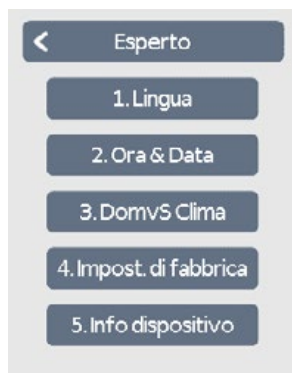 Esperto
1. Lingua
2. Ora & Data
3. DomvS Clima
4. Impost. di fabbrica
5. Info dispositivo